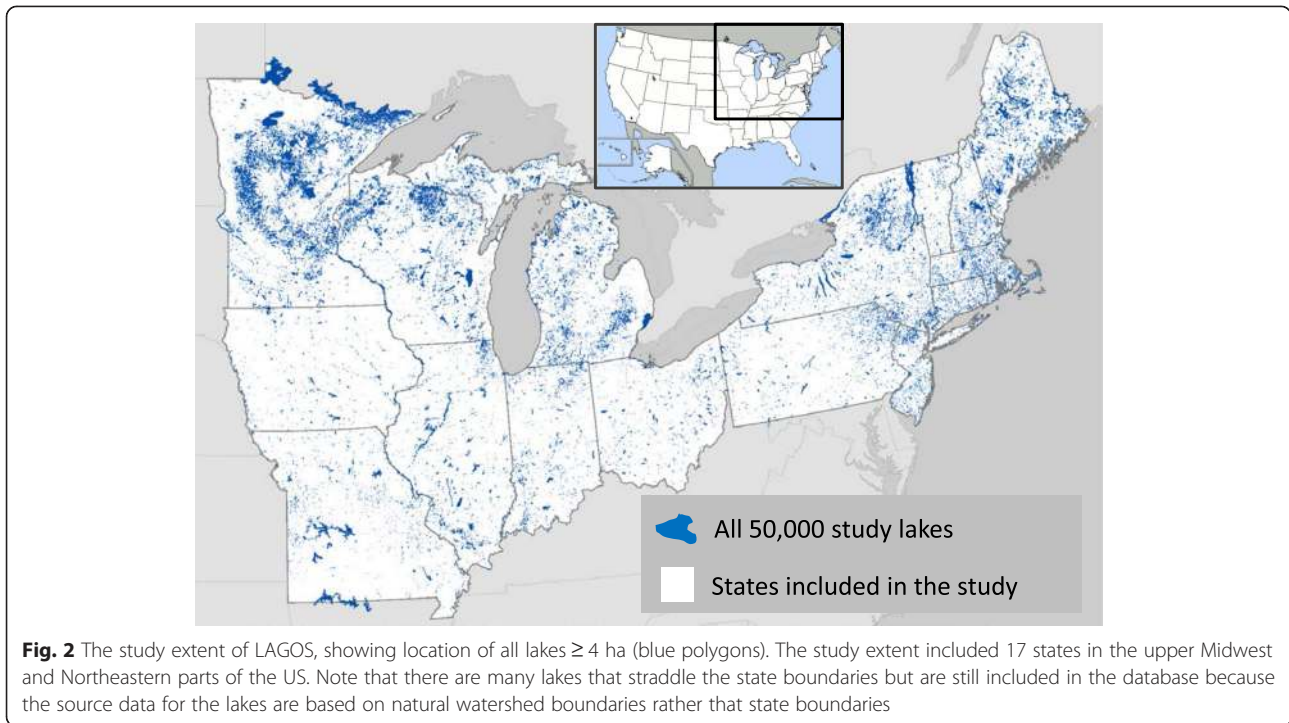 All 50,000 study lakes
States included in the study
Fig. 2 The study extent of LAGOS, showing location of all lakes ≥ 4 ha (blue polygons). The study extent included 17 states in the upper Midwest
and Northeastern parts of the US. Note that there are many lakes that straddle the state boundaries but are still included in the database because
the source data for the lakes are based on natural watershed boundaries rather that state boundaries